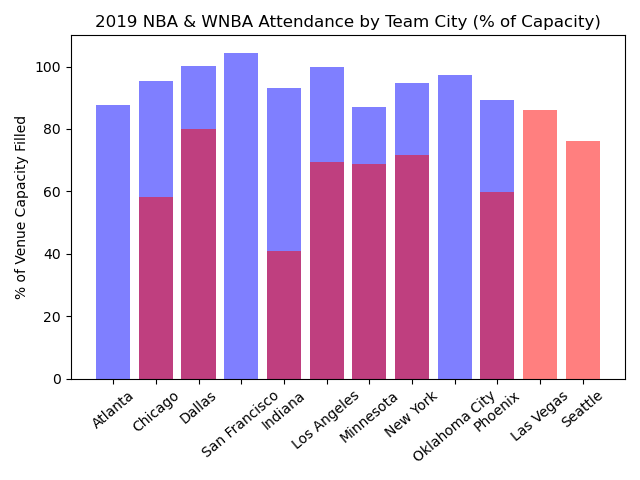 2019 NBA & WNBA Attendance by Team City (% of Capacity)
% of Venue Capacity Filled
100
80
60
40
20
0
Atlanta
Chicago
Dallas
San Francisco
Indiana
Los Angeles
Minnesota
New York
Oklahoma City
Phoenix
Las Vegas
Seattle